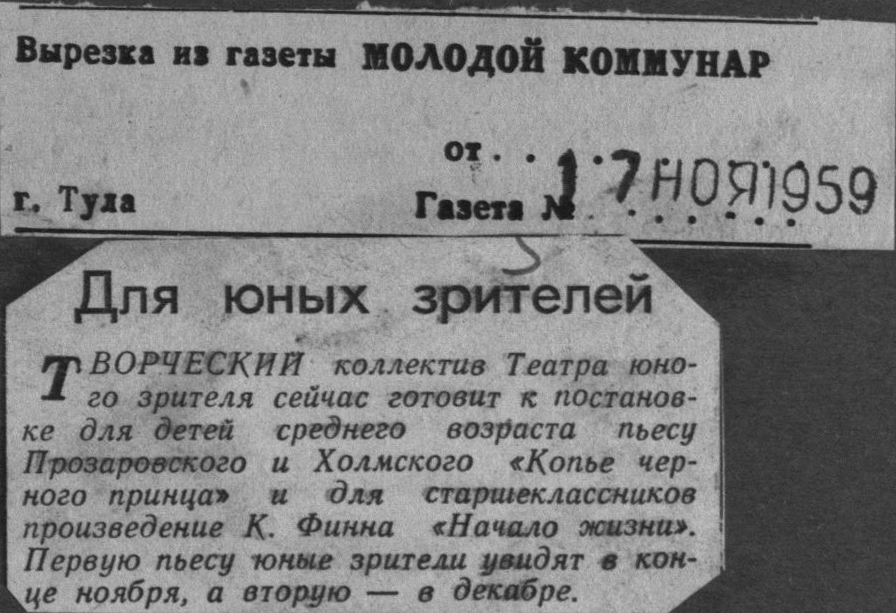 Вырезка из газеты МОЛОДОЙ КОММУНАР
от . . 17 НОЯ 1959
г. Тула
Газета № . . . . . .
Для юных зрителей
ТВОРЧЕСКИЙ коллектив Театра юно-
го зрителя сейчас готовит к постанов-
ке для детей среднего возраста пьесу
Прозаровского и Холмского «Копье чер-
ного принца» и для старшеклассников
произведение К. Финна «Начало жизни».
Первую пьесу юные зрители увидят в кон-
це ноября, а вторую — в декабре.